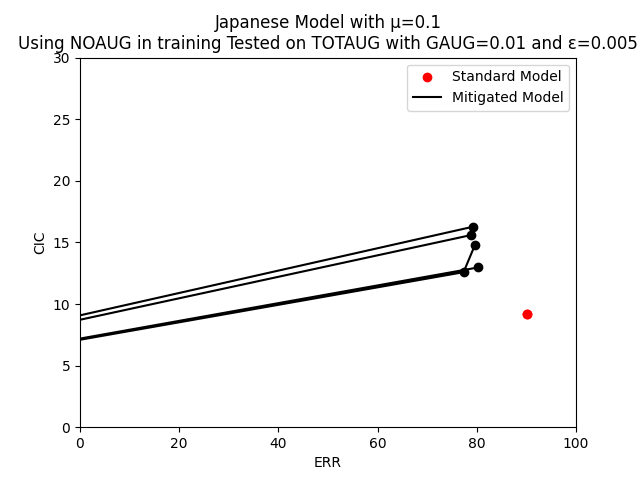 Japanese Model with μ=0.1
Using NOAUG in training Tested on TOTAUG with GAUG=0.01 and ε=0.005
30
25
20
15
10
5
0
CIC
Standard Model
Mitigated Model
0 20 40 60 80 100
ERR